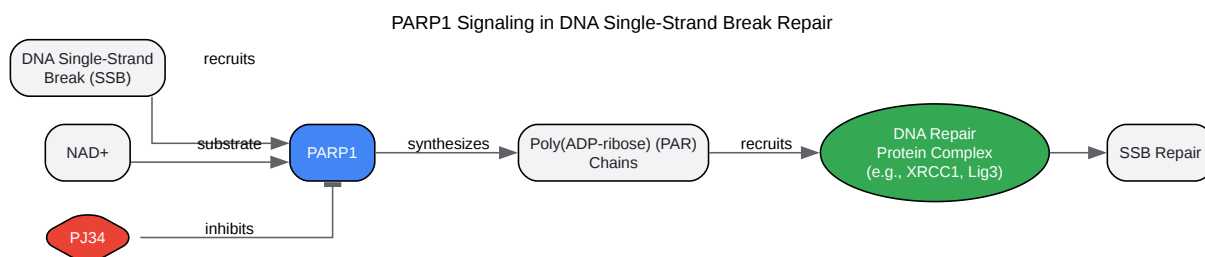 PARP1 Signaling in DNA Single-Strand Break Repair
DNA Single-Strand
Break (SSB)
recruits
NAD+
substrate
PARP1
synthesizes
Poly(ADP-ribose) (PAR)
Chains
recruits
DNA Repair
Protein Complex
(e.g., XRCC1, Lig3)
SSB Repair
PJ34
inhibits